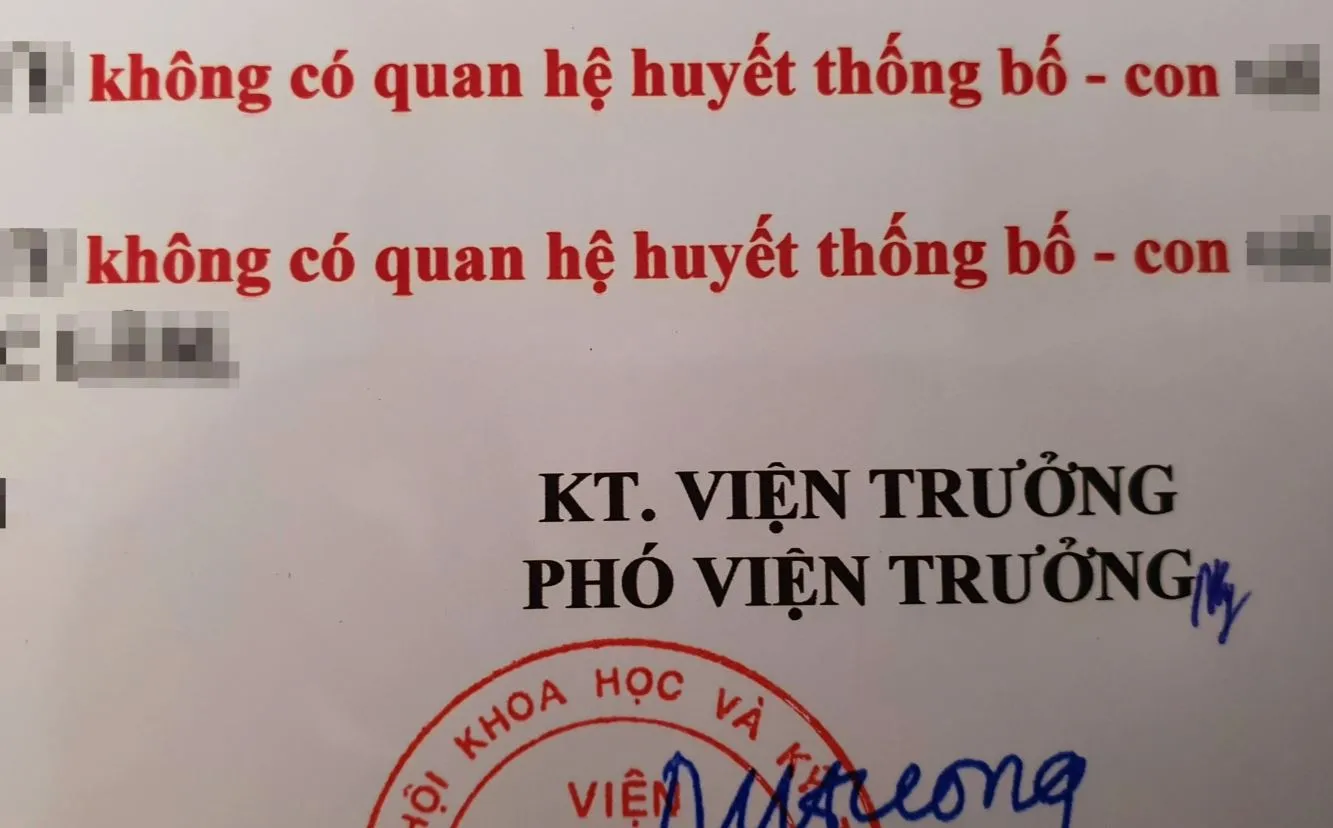 không có quan hệ huyết thống bố - con
không có quan hệ huyết thống bố - con
KT. VIỆN TRƯỞNG
PHÓ VIỆN TRƯỞNG
HỘI KHOA HỌC VÀ
VIỆN